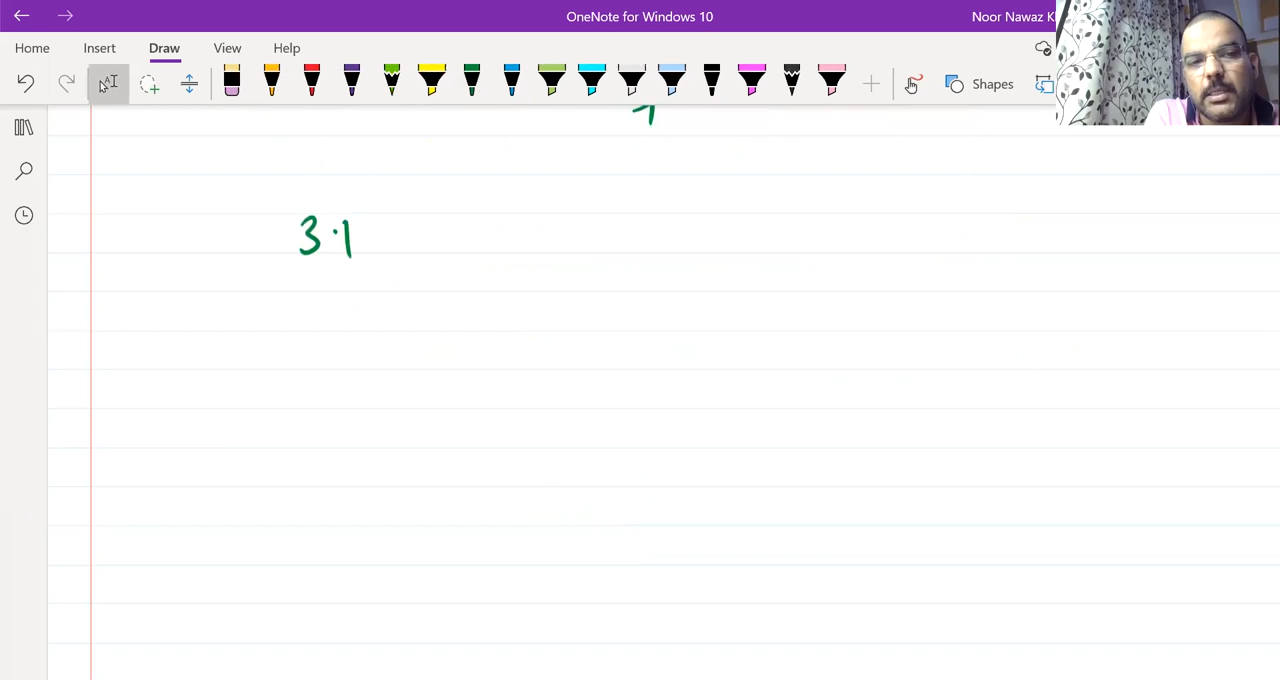 OneNote for Windows 10
Noor Nawaz K
Home Insert Draw View Help
Shapes
3.1